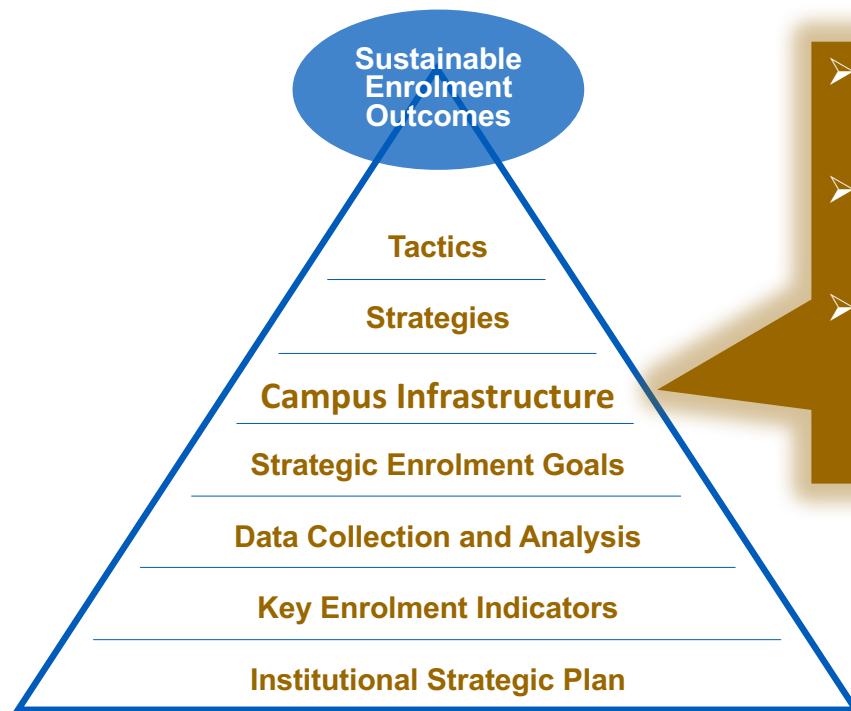 Sustainable
Enrolment
Outcomes
Tactics
Strategies
Campus Infrastructure
Strategic Enrolment Goals
Data Collection and Analysis
Key Enrolment Indicators
Institutional Strategic Plan